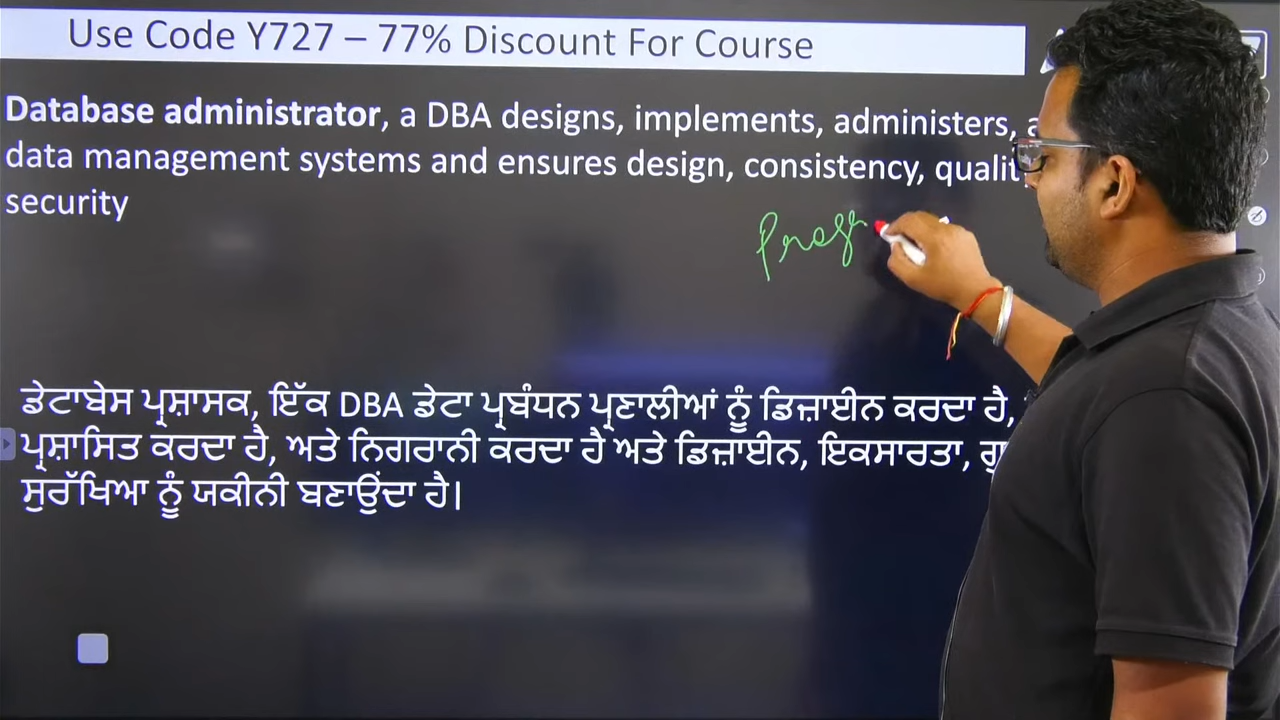 Use Code Y727 – 77% Discount For Course
Database administrator, a DBA designs, implements, administers,
data management systems and ensures design, consistency,
security
ਡੇਟਾਬੇਸ ਪ੍ਰਸ਼ਾਸਕ, ਇੱਕ DBA ਡੇਟਾ ਪ੍ਰਬੰਧਨ ਪ੍ਰਣਾਲੀਆਂ ਨੂੰ ਡਿਜ਼ਾਈਨ ਕਰਦਾ ਹੈ,
ਪ੍ਰਸ਼ਾਸਿਤ ਕਰਦਾ ਹੈ, ਅਤੇ ਨਿਗਰਾਨੀ ਕਰਦਾ ਹੈ ਅਤੇ ਡਿਜ਼ਾਈਨ, ਇਕਸਾਰਤਾ,
ਸੁਰੱਖਿਆ ਨੂੰ ਯਕੀਨੀ ਬਣਾਉਂਦਾ ਹੈ।